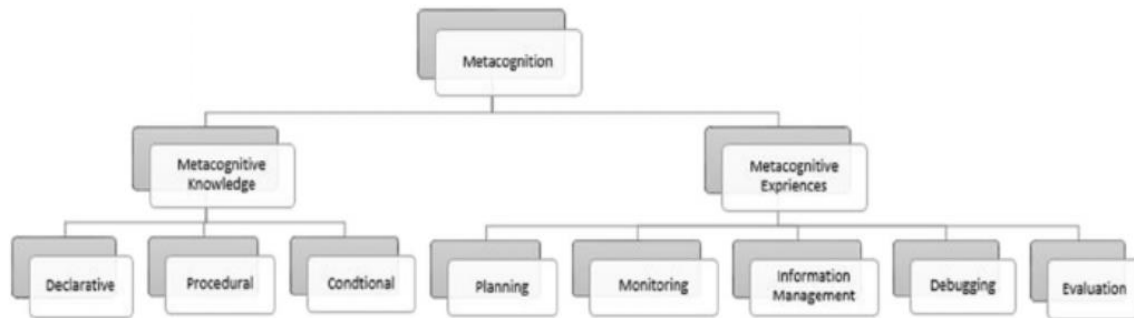 Metacognition
Metacognitive
Knowledge
Metacognitive
Expriences
Declarative
Procedural
Condtional
Planning
Monitoring
Information
Management
Debugging
Evaluation